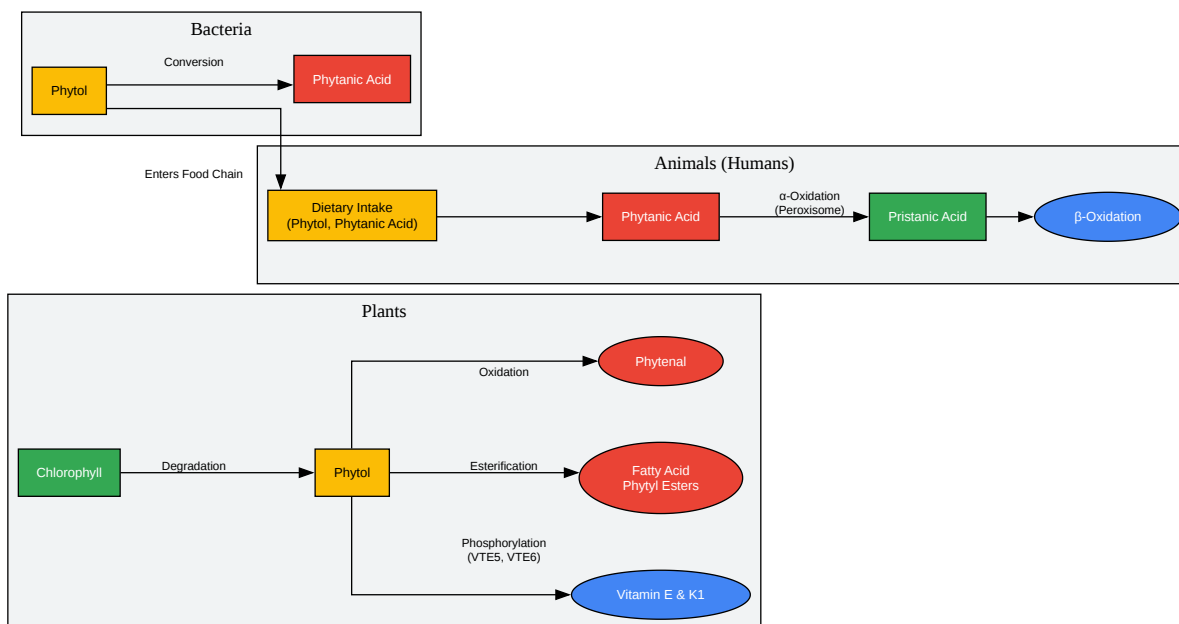 Bacteria
Conversion
Phytol
Phytanic Acid
Enters Food Chain
Animals (Humans)
Dietary Intake
(Phytol, Phytanic Acid)
Phytanic Acid
α-Oxidation
(Peroxisome)
Pristanic Acid
β-Oxidation
Plants
Phytenal
Oxidation
Chlorophyll
Degradation
Phytol
Esterification
Fatty Acid
Phytyl Esters
Phosphorylation
(VTE5, VTE6)
Vitamin E & K1